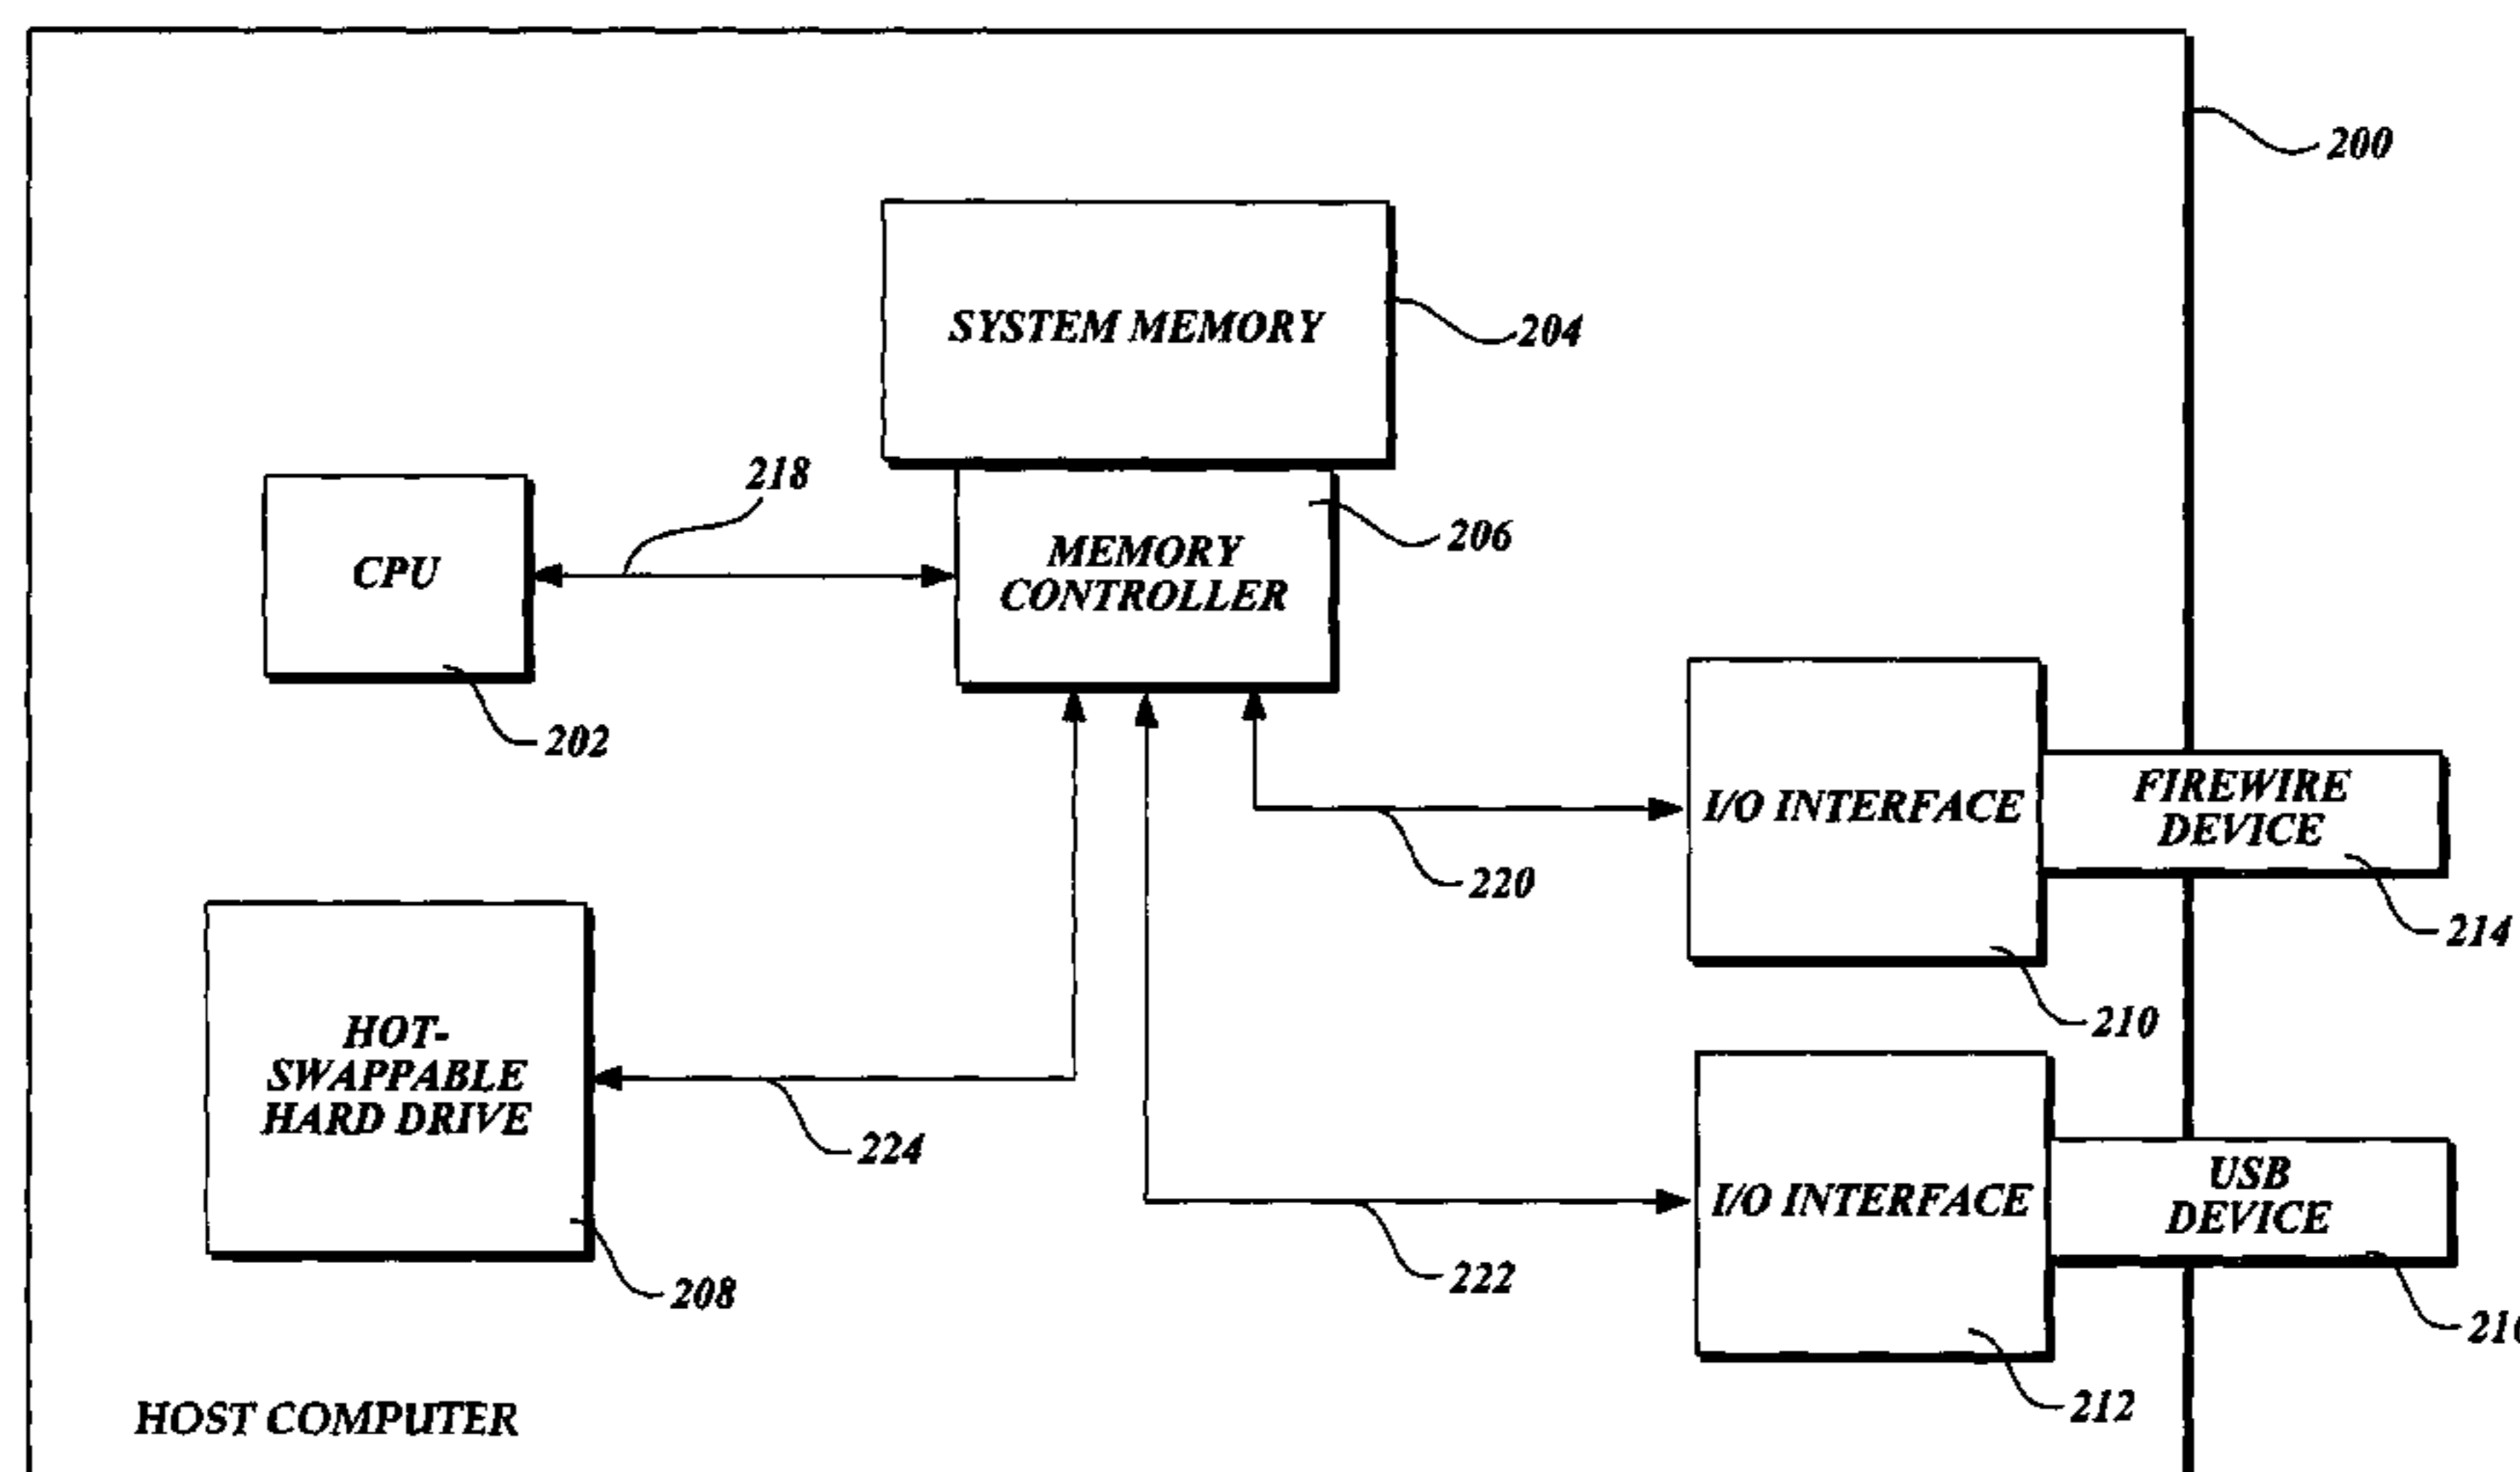 200
SYSTEM MEMORY
204
218
CPU
MEMORY
CONTROLLER
206
202
I/O INTERFACE
FIREWIRE
DEVICE
220
214
210
HOT-
SWAPPABLE
HARD DRIVE
224
I/O INTERFACE
USB
DEVICE
222
208
212
HOST COMPUTER